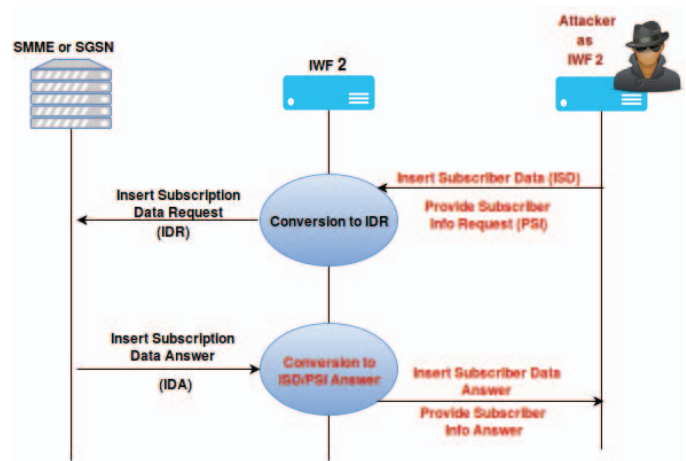 SMME or SGSN
IWF 2
Attacker
as
IWF 2
Insert Subscriber Data (ISD)
Insert Subscription
Data Request
(IDR)
Conversion to IDR
Provide Subscriber
Info Request (PSI)
Insert Subscription
Data Answer
(IDA)
Conversion to
ISD/PSI Answer
Insert Subscriber Data
Answer
Provide Subscriber
Info Answer